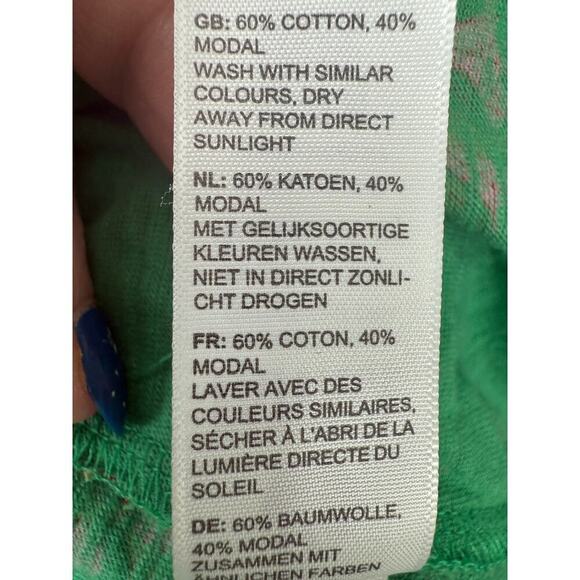 GB: 60% COTTON, 40%
MODAL
WASH WITH SIMILAR
COLOURS, DRY
AWAY FROM DIRECT
SUNLIGHT
NL: 60% KATOEN, 40%
MODAL
MET GELIJKSOORTIGE
KLEUREN WASSEN,
NIET IN DIRECT ZONLI-
CHT DROGEN
FR: 60% COTON, 40%
MODAL
LAVER AVEC DES
COULEURS SIMILAIRES,
SÉCHER À L'ABRI DE LA
LUMIÈRE DIRECTE DU
SOLEIL
DE: 60% BAUMWOLLE,
40% MODAL
ZUSAMMEN MIT
ÄHNLICHEN FARBEN